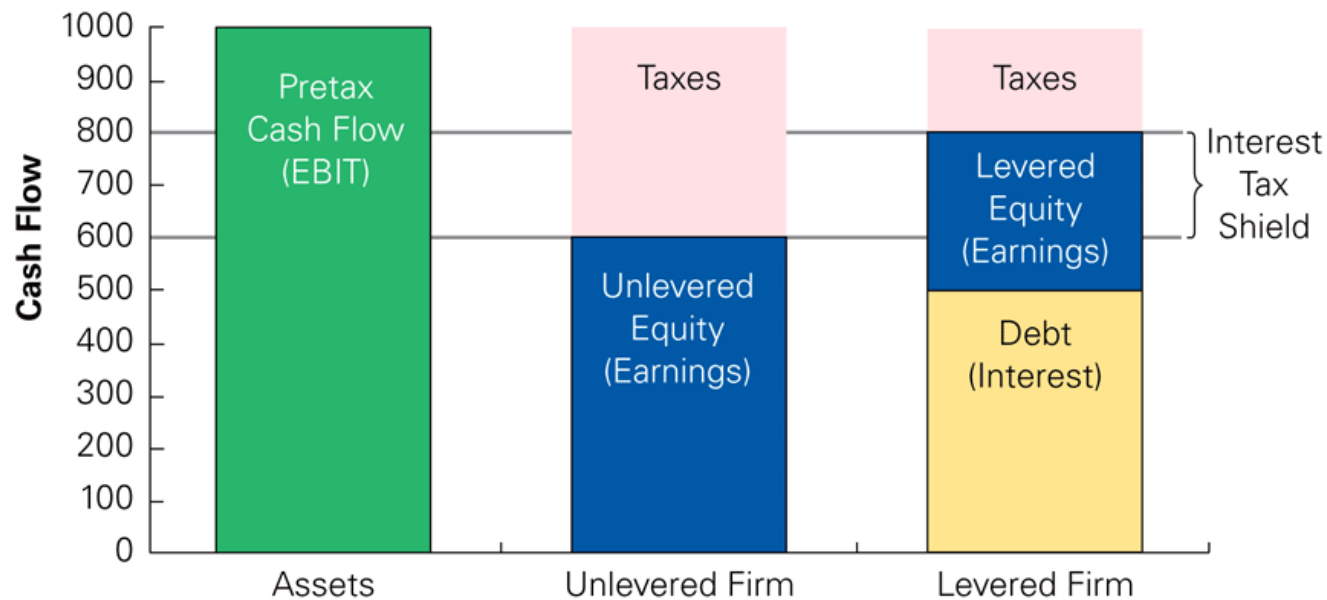 Cash Flow
1000
900
800
700
600
500
400
300
200
100
0
Pretax
Cash Flow
(EBIT)
Taxes
Unlevered
Equity
(Earnings)
Taxes
Levered
Equity
(Earnings)
Debt
(Interest)
Interest
Tax
Shield
Assets
Unlevered Firm
Levered Firm